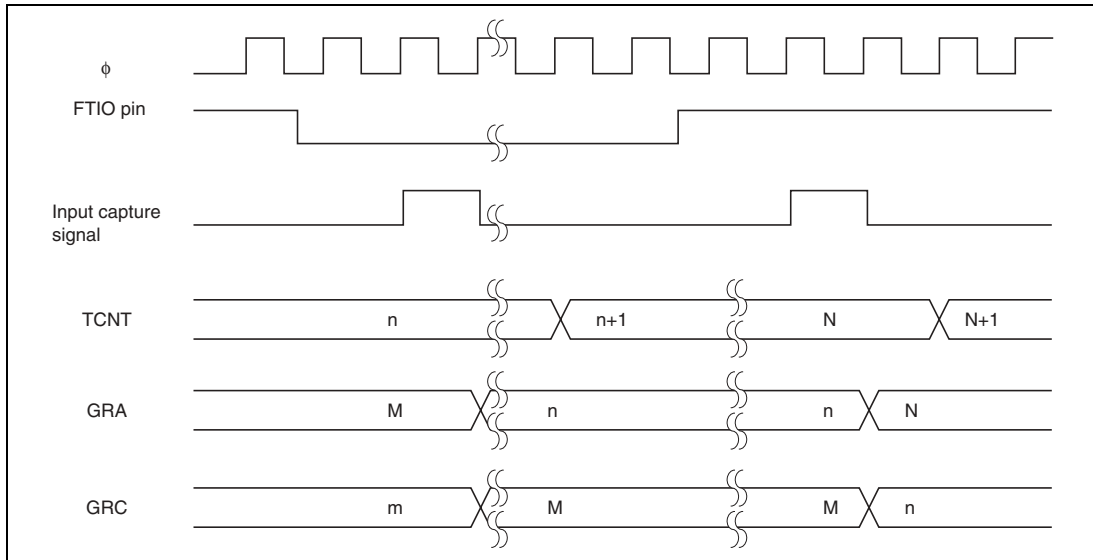 ϕ
FTIO pin
Input capture
signal
TCNT n n+1 N N+1
GRA M n n N
GRC m M M n